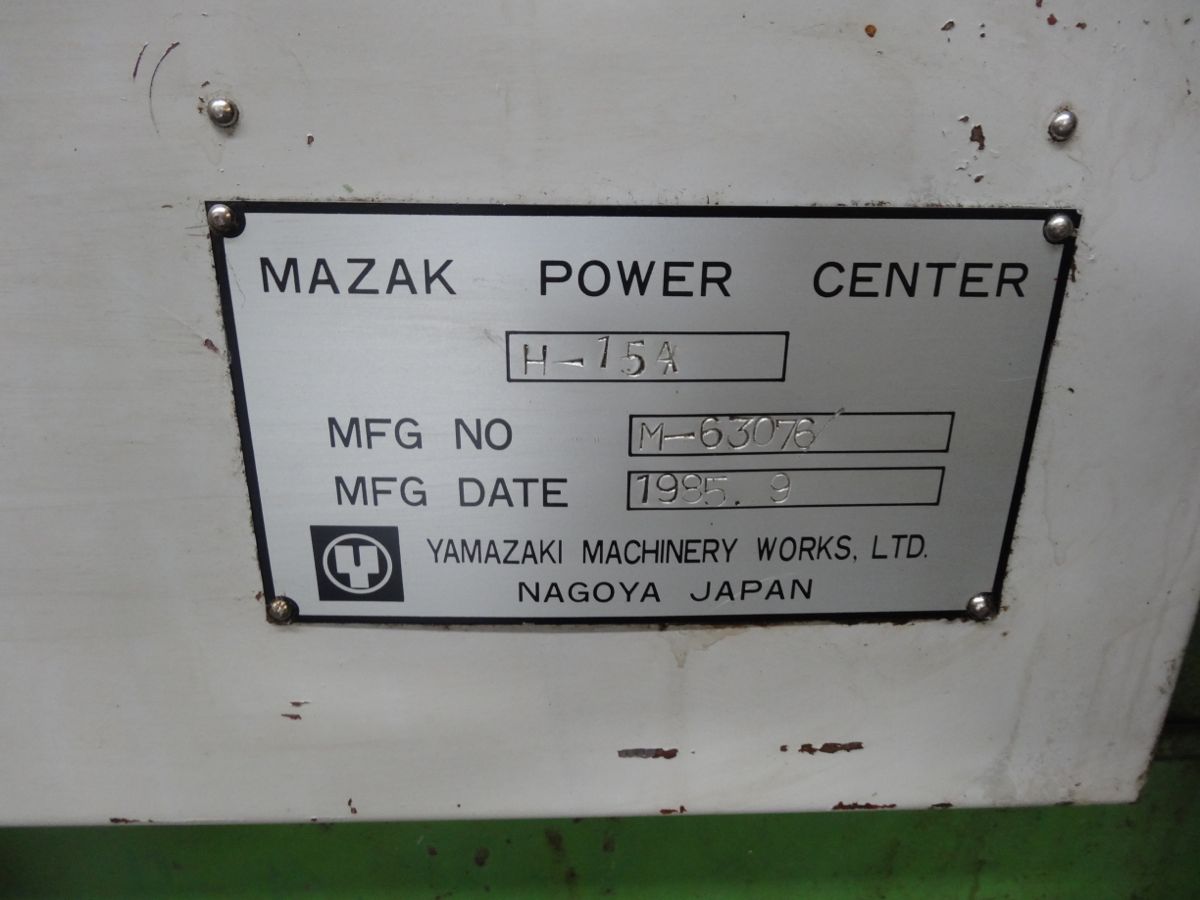 MAZAK POWER CENTER
H-15A
MFG NO M-63076
MFG DATE 1985.9
Y YAMAZAKI MACHINERY WORKS, LTD.
NAGOYA JAPAN